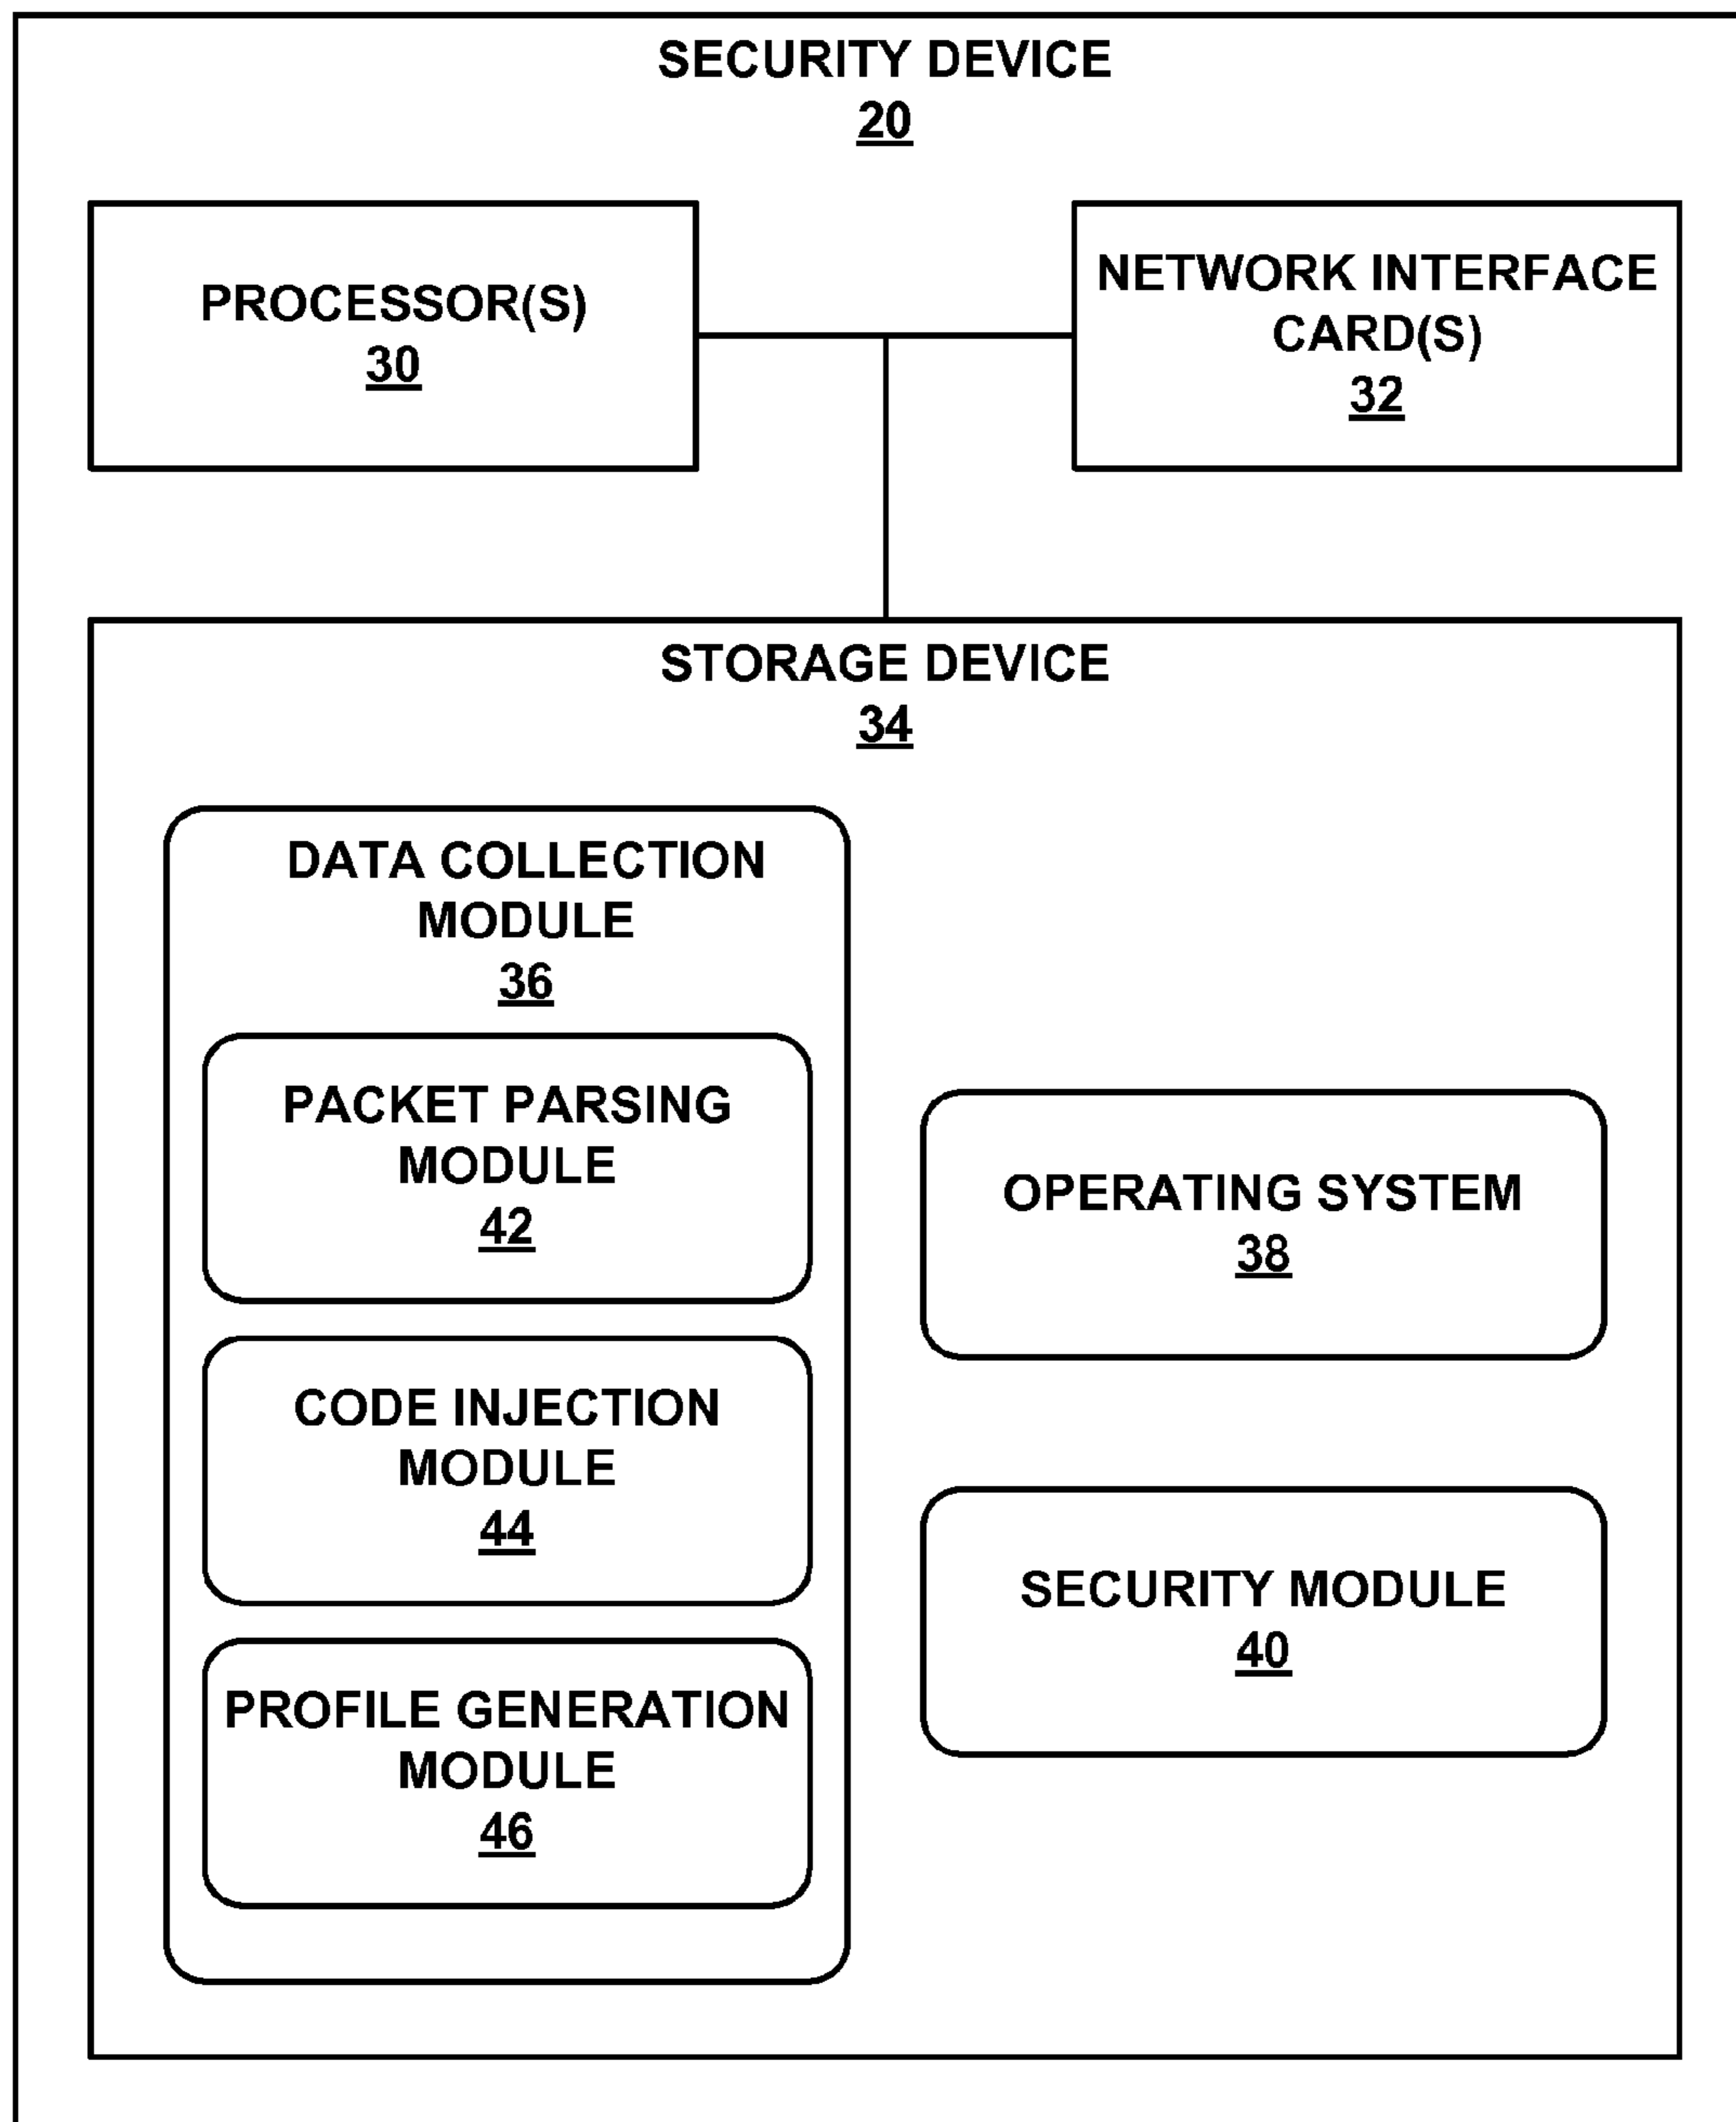 SECURITY DEVICE
20
PROCESSOR(S)
30
NETWORK INTERFACE
CARD(S)
32
STORAGE DEVICE
34
DATA COLLECTION
MODULE
36
PACKET PARSING
MODULE
42
CODE INJECTION
MODULE
44
PROFILE GENERATION
MODULE
46
OPERATING SYSTEM
38
SECURITY MODULE
40